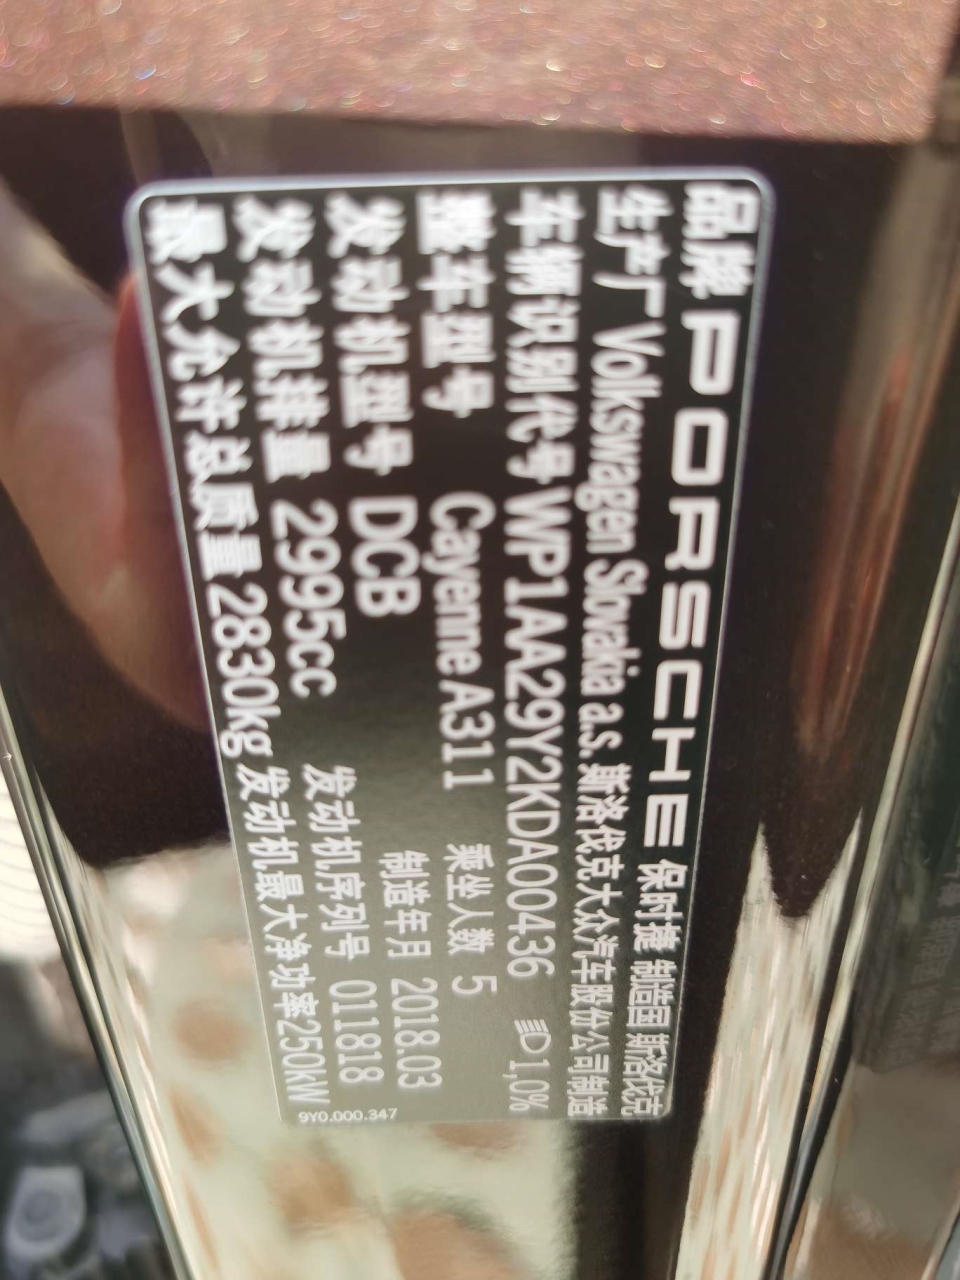 品牌 PORSCHE 保时捷 制造国 斯洛伐克
生产厂 Volkswagen Slovakia a.s. 斯洛伐克大众汽车股份公司制造
车辆识别代号 WP1AA29Y2KDA00436 1,0%
整车型号 Cayenne A311 乘坐人数 5
发动机型号 DCB 制造年月 2018.03
发动机排量 2995cc 发动机序列号 011818
最大允许总质量 2830kg 发动机最大净功率250kW
9Y0.000.347